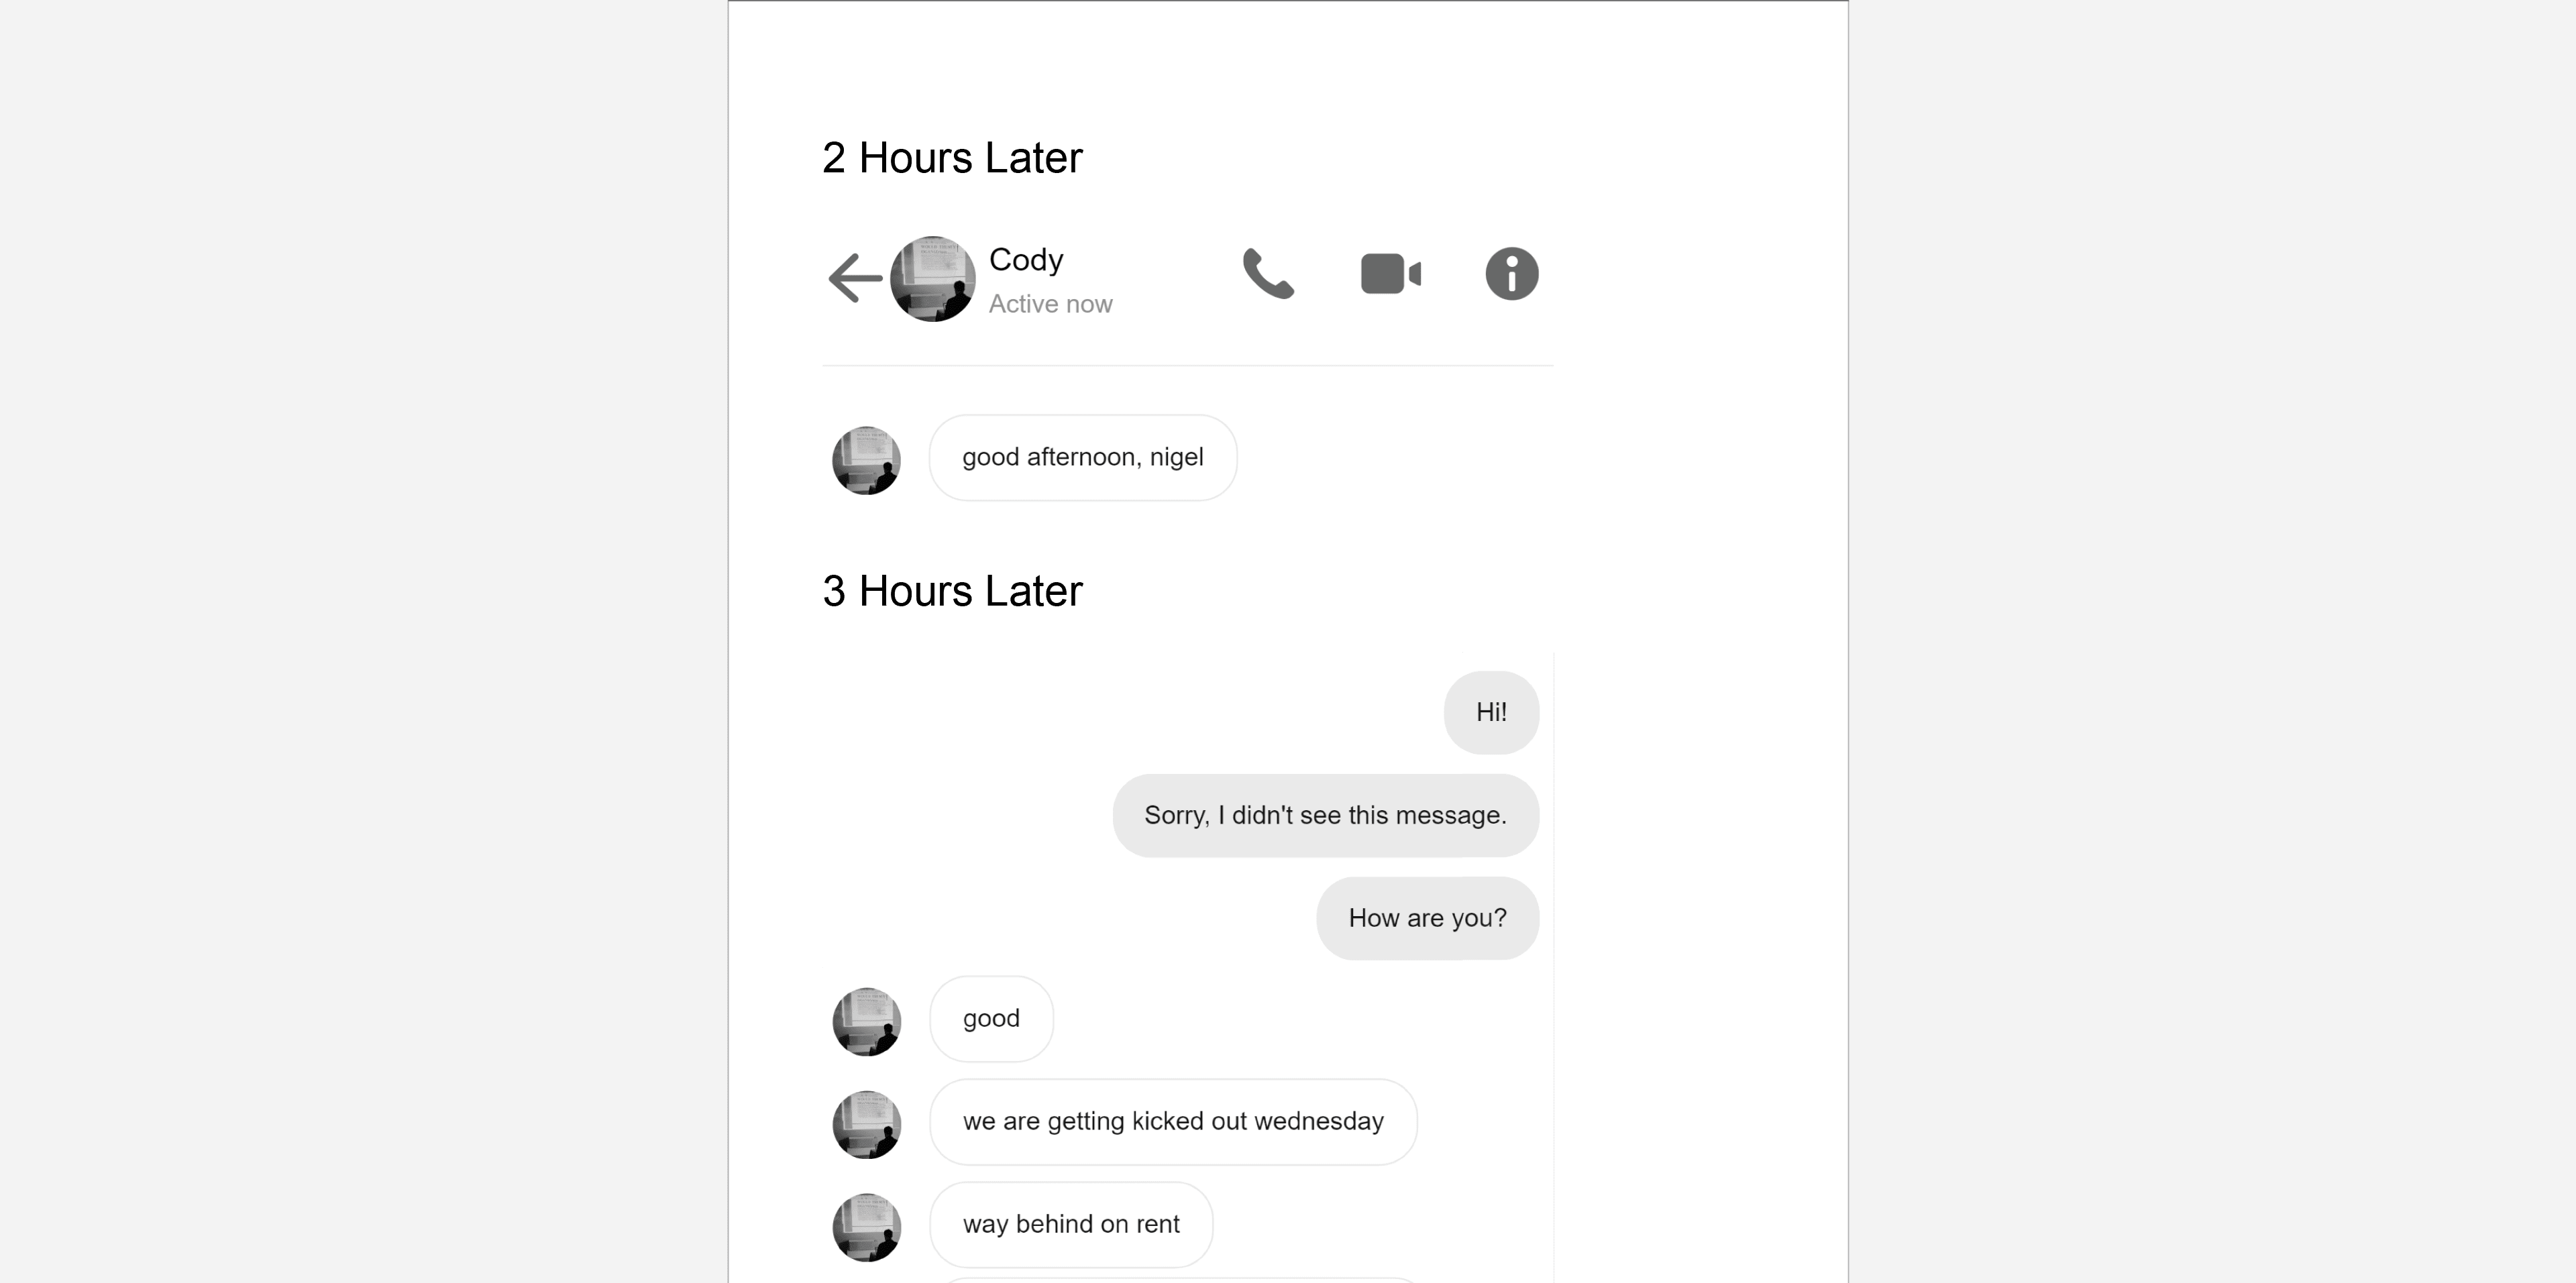 2 Hours Later
Cody
Active now
good afternoon, nigel
3 Hours Later
Hi!
Sorry, I didn't see this message.
How are you?
good
we are getting kicked out wednesday
way behind on rent